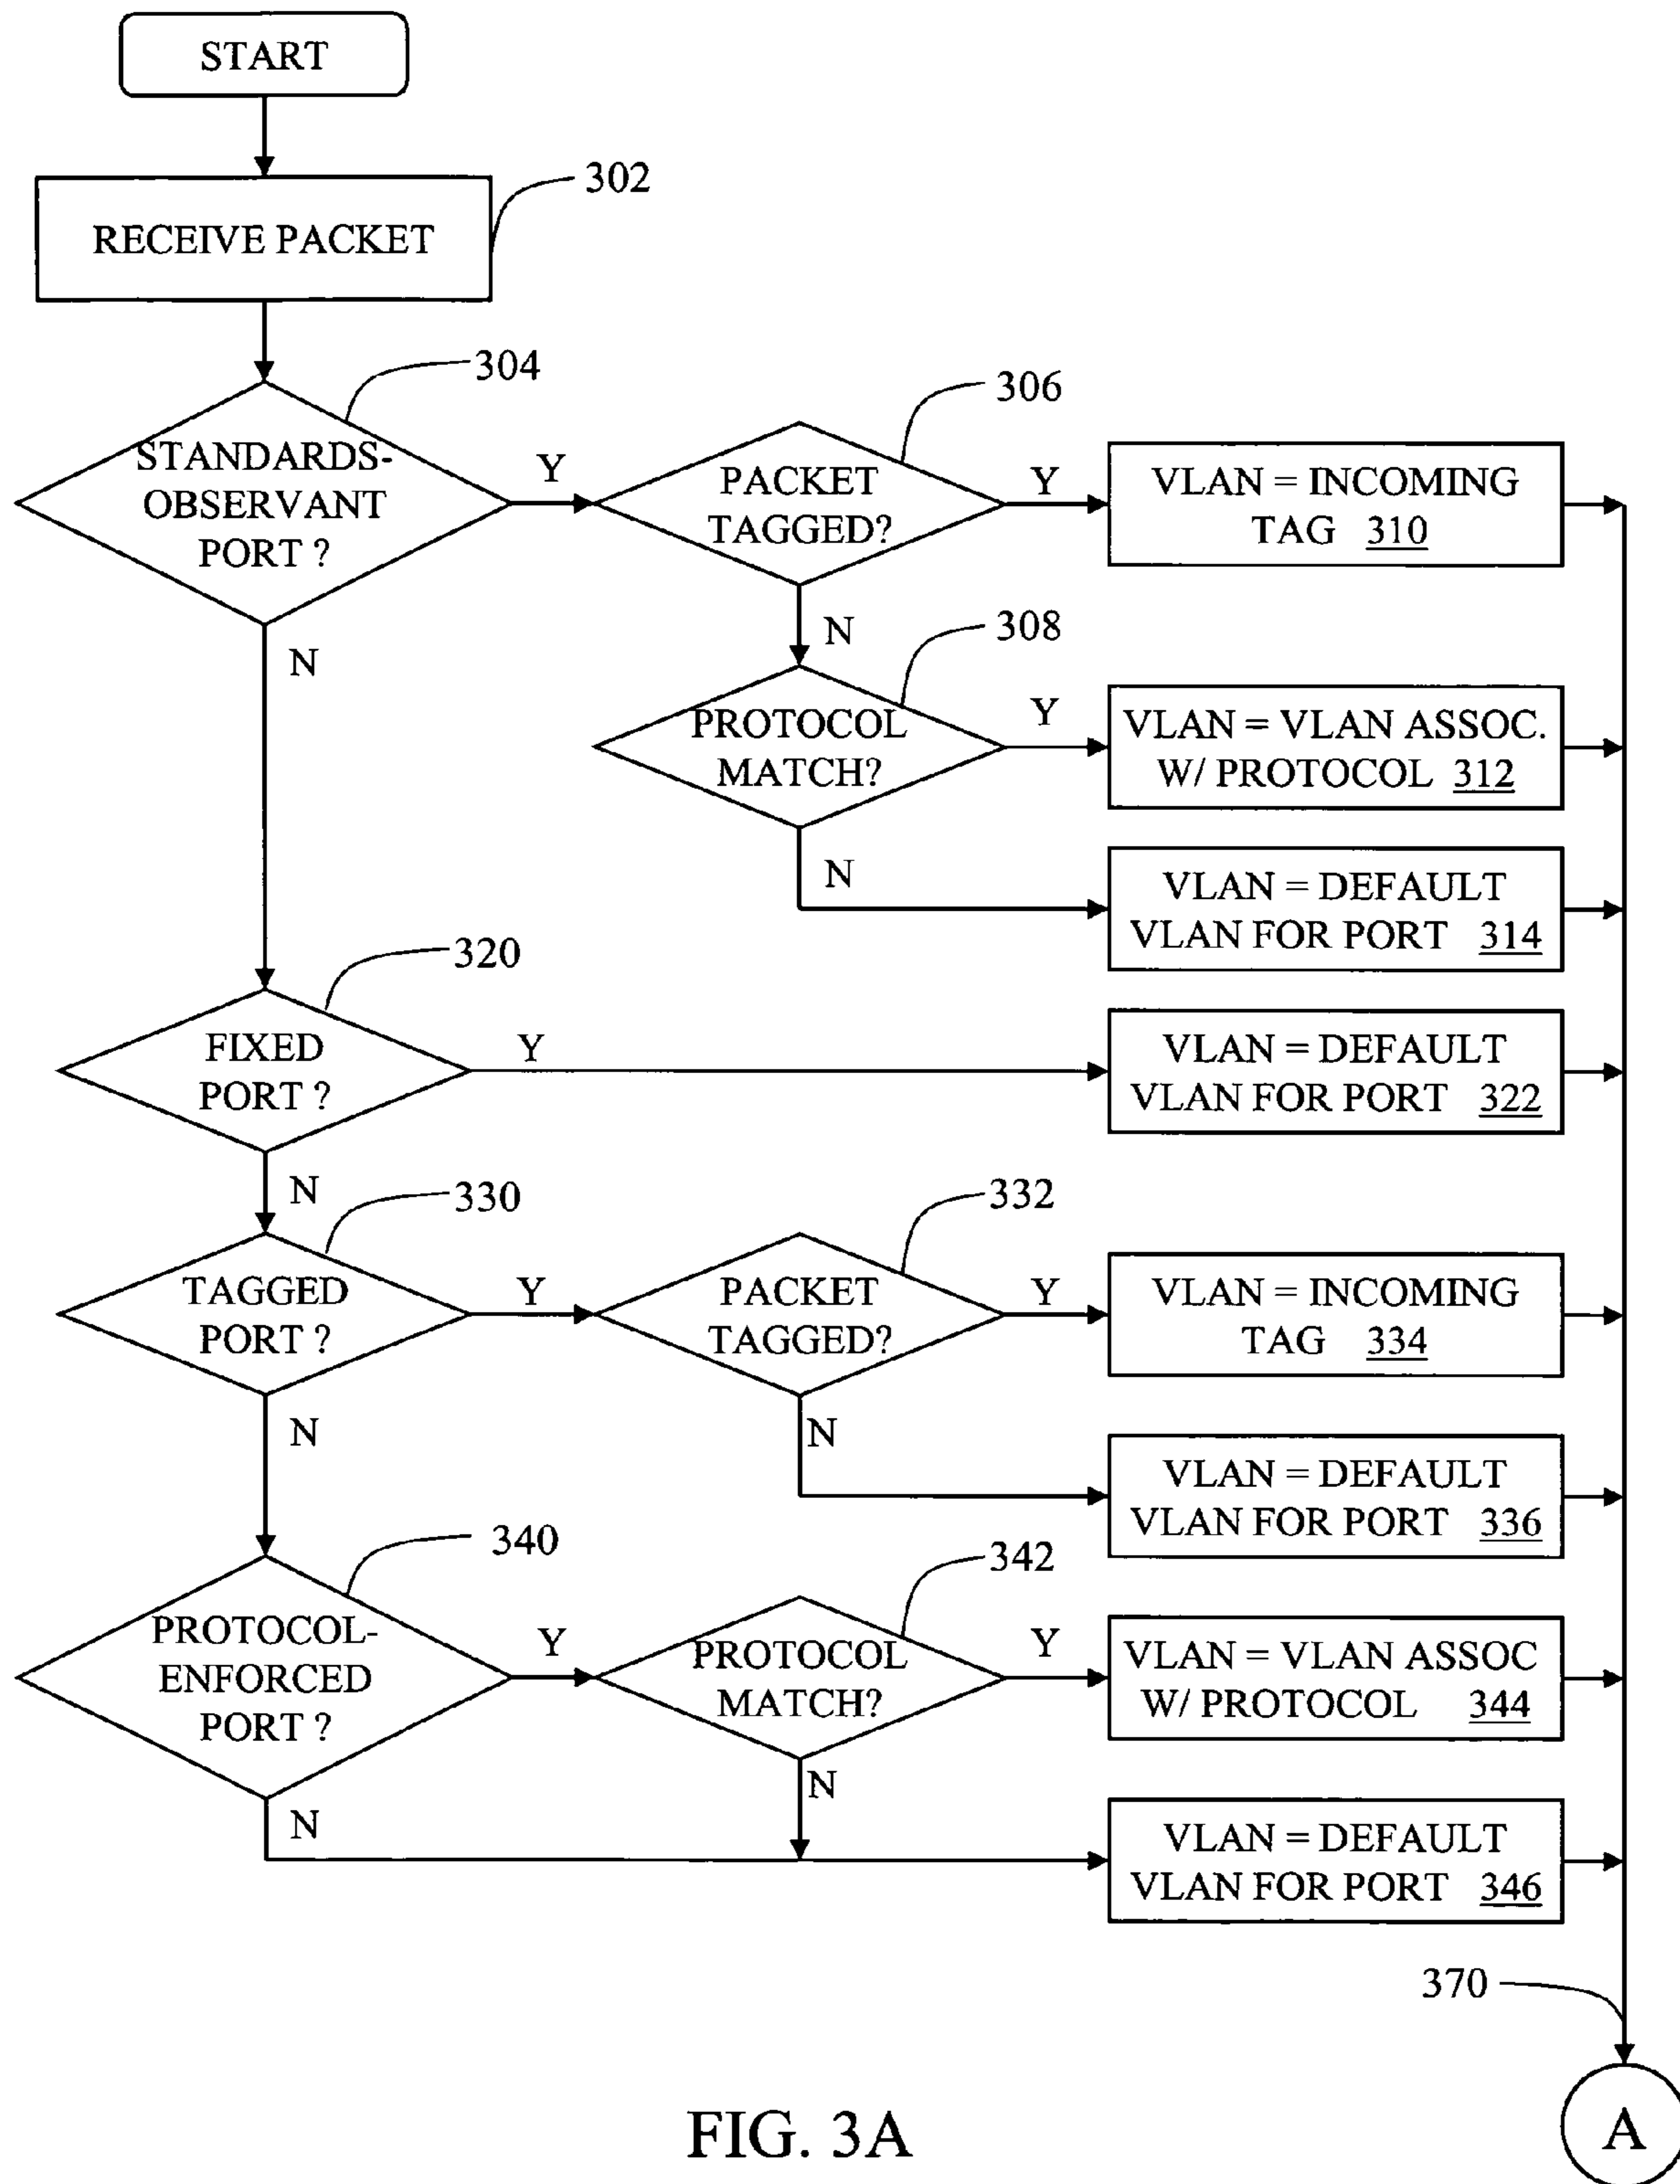 START
RECEIVE PACKET
302
304
STANDARDS-
OBSERVANT
PORT ?
Y
N
306
PACKET
TAGGED?
Y
N
VLAN = INCOMING
TAG 310
308
PROTOCOL
MATCH?
Y
N
VLAN = VLAN ASSOC.
W/ PROTOCOL 312
VLAN = DEFAULT
VLAN FOR PORT 314
320
FIXED
PORT ?
Y
N
VLAN = DEFAULT
VLAN FOR PORT 322
330
TAGGED
PORT ?
Y
N
332
PACKET
TAGGED?
Y
N
VLAN = INCOMING
TAG 334
VLAN = DEFAULT
VLAN FOR PORT 336
340
PROTOCOL-
ENFORCED
PORT ?
Y
N
342
PROTOCOL
MATCH?
Y
N
VLAN = VLAN ASSOC
W/ PROTOCOL 344
VLAN = DEFAULT
VLAN FOR PORT 346
370
A
FIG. 3A